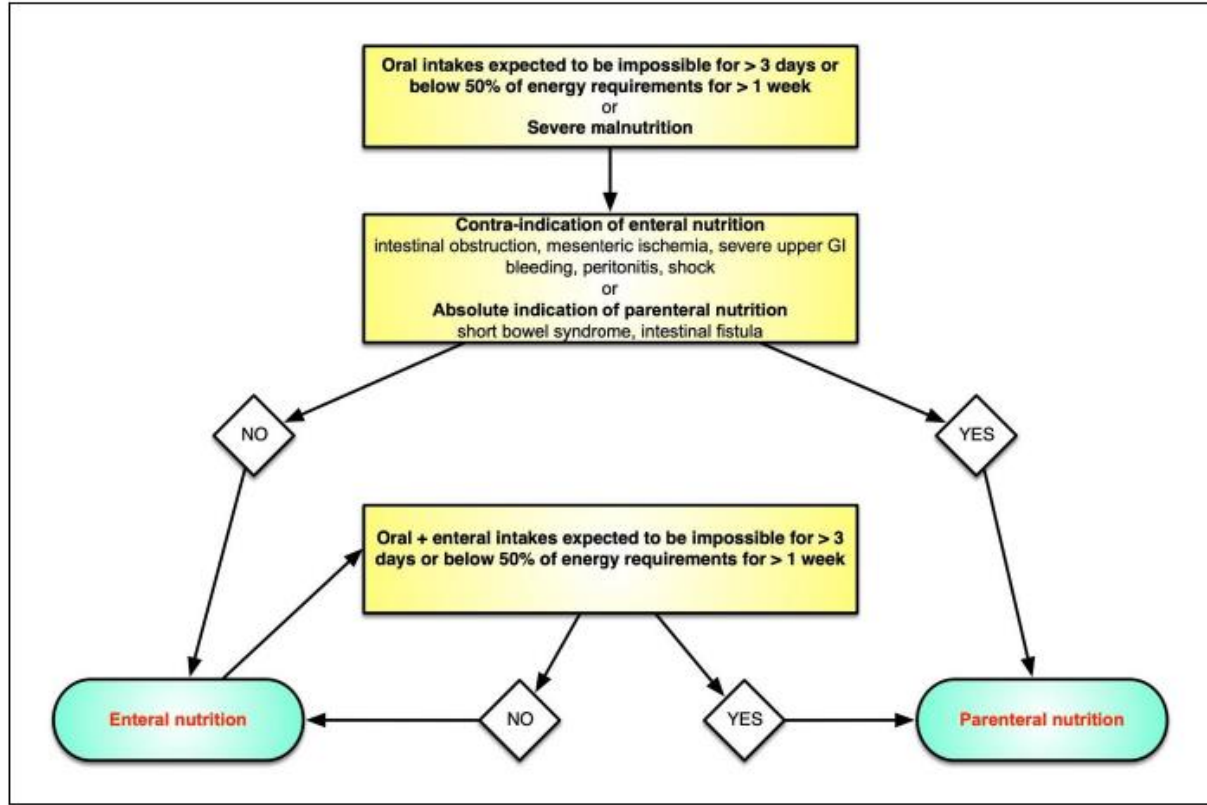 Oral intakes expected to be impossible for > 3 days or
below 50% of energy requirements for > 1 week
or
Severe malnutrition
Contra-indication of enteral nutrition
intestinal obstruction, mesenteric ischemia, severe upper GI
bleeding, peritonitis, shock
or
Absolute indication of parenteral nutrition
short bowel syndrome, intestinal fistula
NO
YES
Oral + enteral intakes expected to be impossible for > 3
days or below 50% of energy requirements for > 1 week
Enteral nutrition
NO
YES
Parenteral nutrition